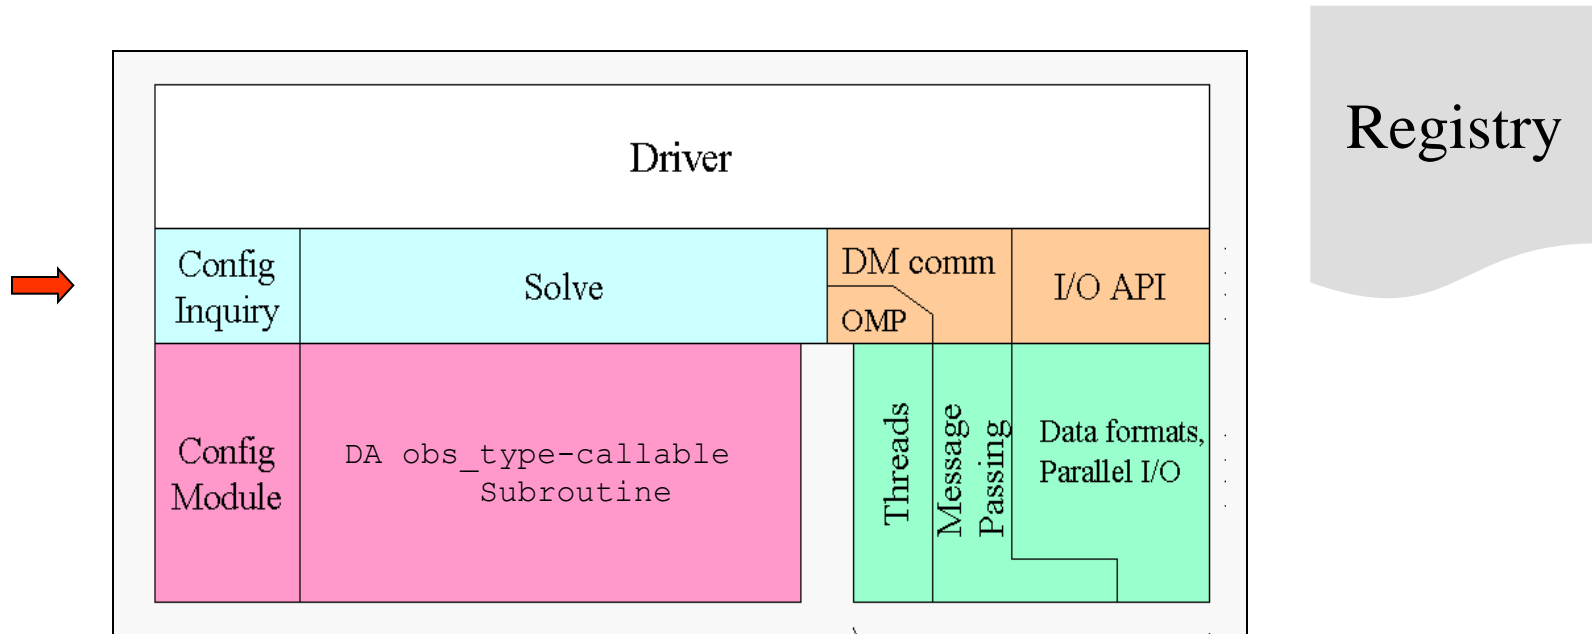 Registry
Driver
Config
Inquiry
Solve
DM comm
OMP
I/O API
Config
Module
DA obs_type-callable
Subroutine
Threads
Message
Passing
Data formats,
Parallel I/O